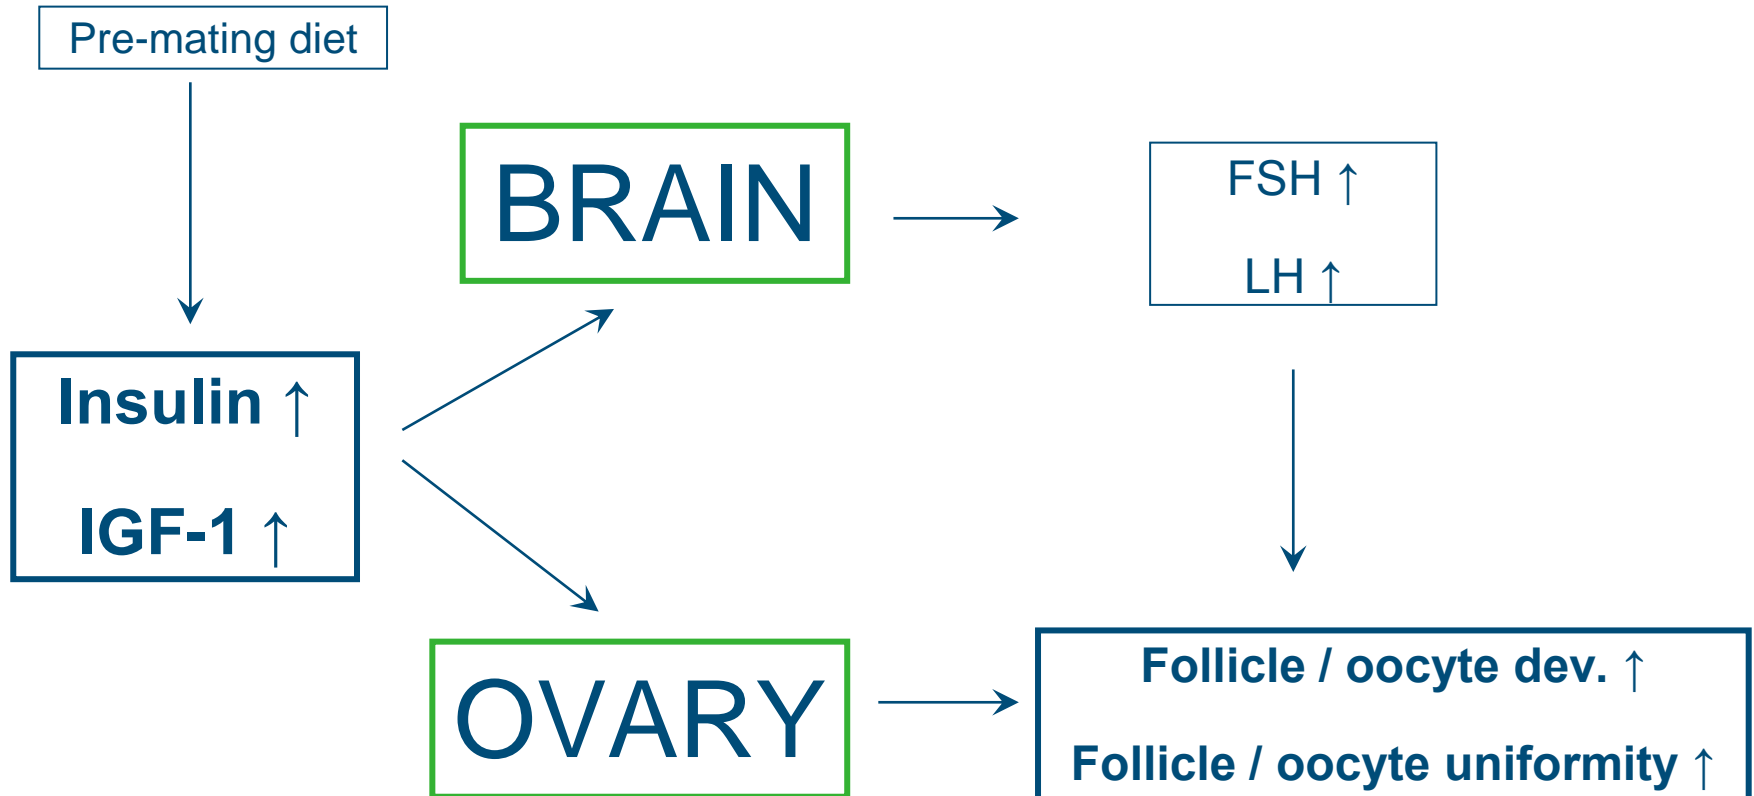 Pre-mating diet
BRAIN
FSH ↑
LH ↑
Insulin ↑
IGF-1 ↑
OVARY
Follicle / oocyte dev. ↑
Follicle / oocyte uniformity ↑